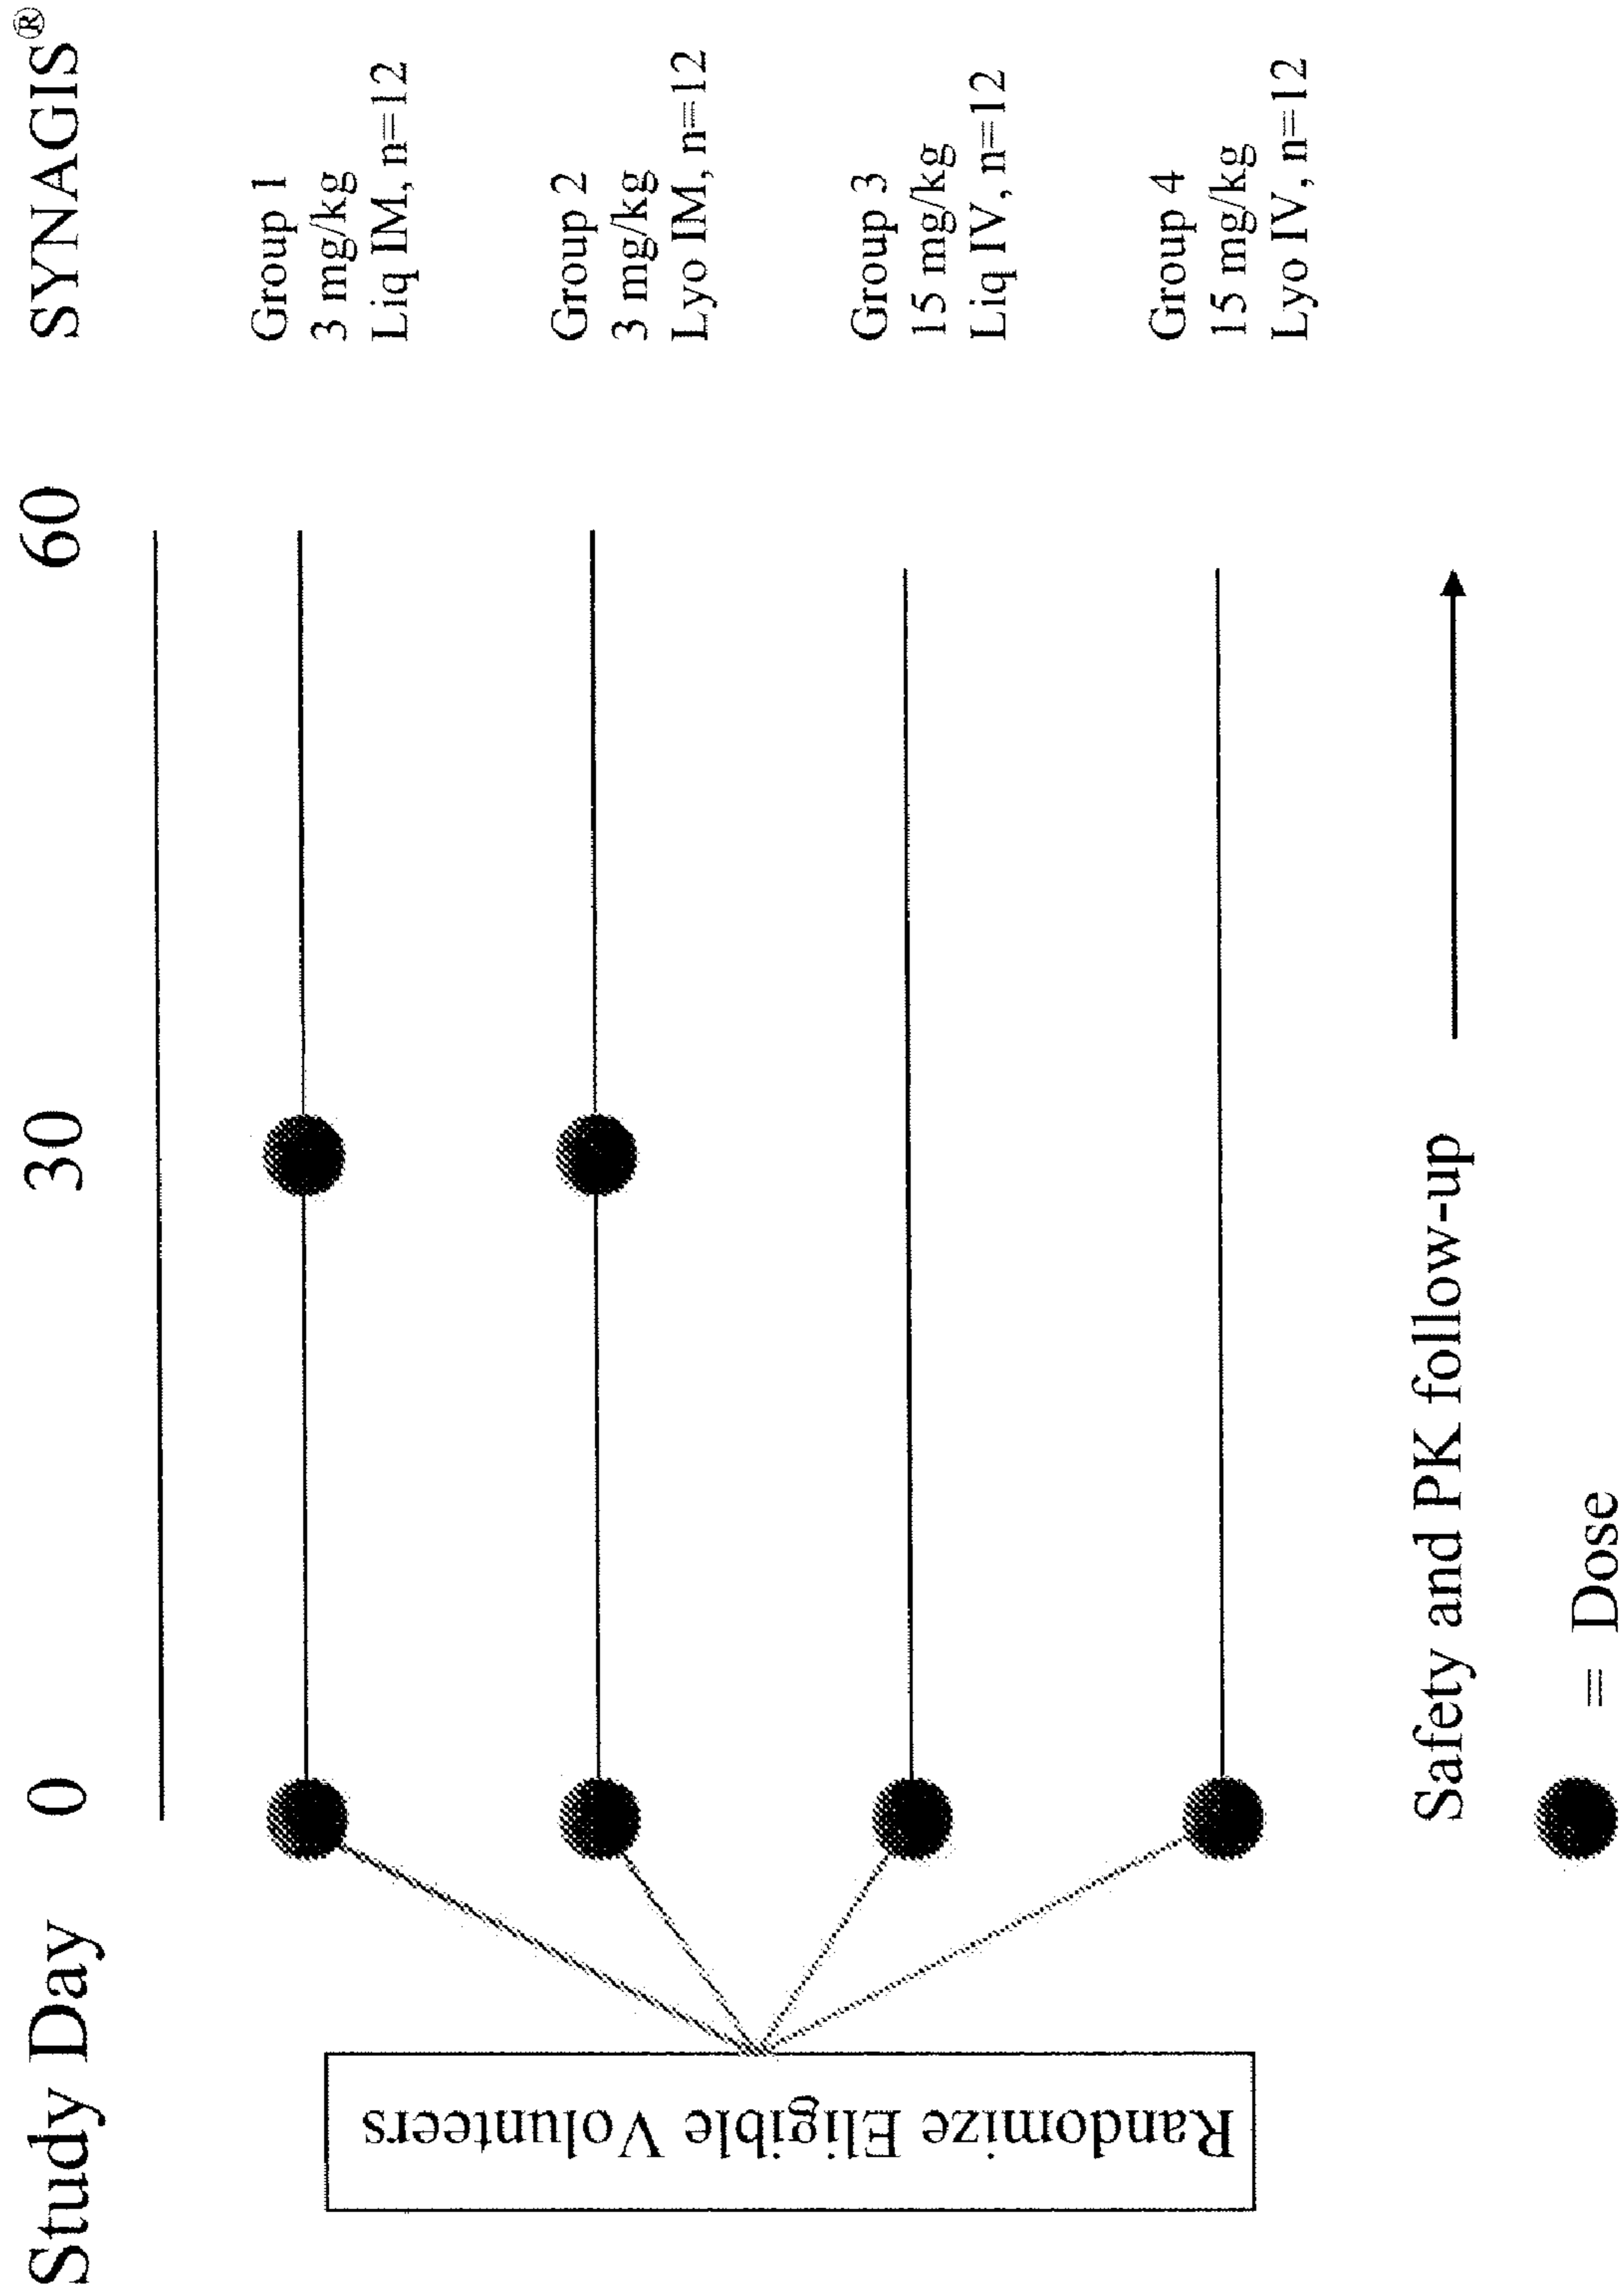 Study Day 0 30 60 SYNAGIS®
Randomize Eligible Volunteers
Group 1
3 mg/kg
Liq IM, n=12
Group 2
3 mg/kg
Lyo IM, n=12
Group 3
15 mg/kg
Liq IV, n=12
Group 4
15 mg/kg
Lyo IV, n=12
Safety and PK follow-up
= Dose